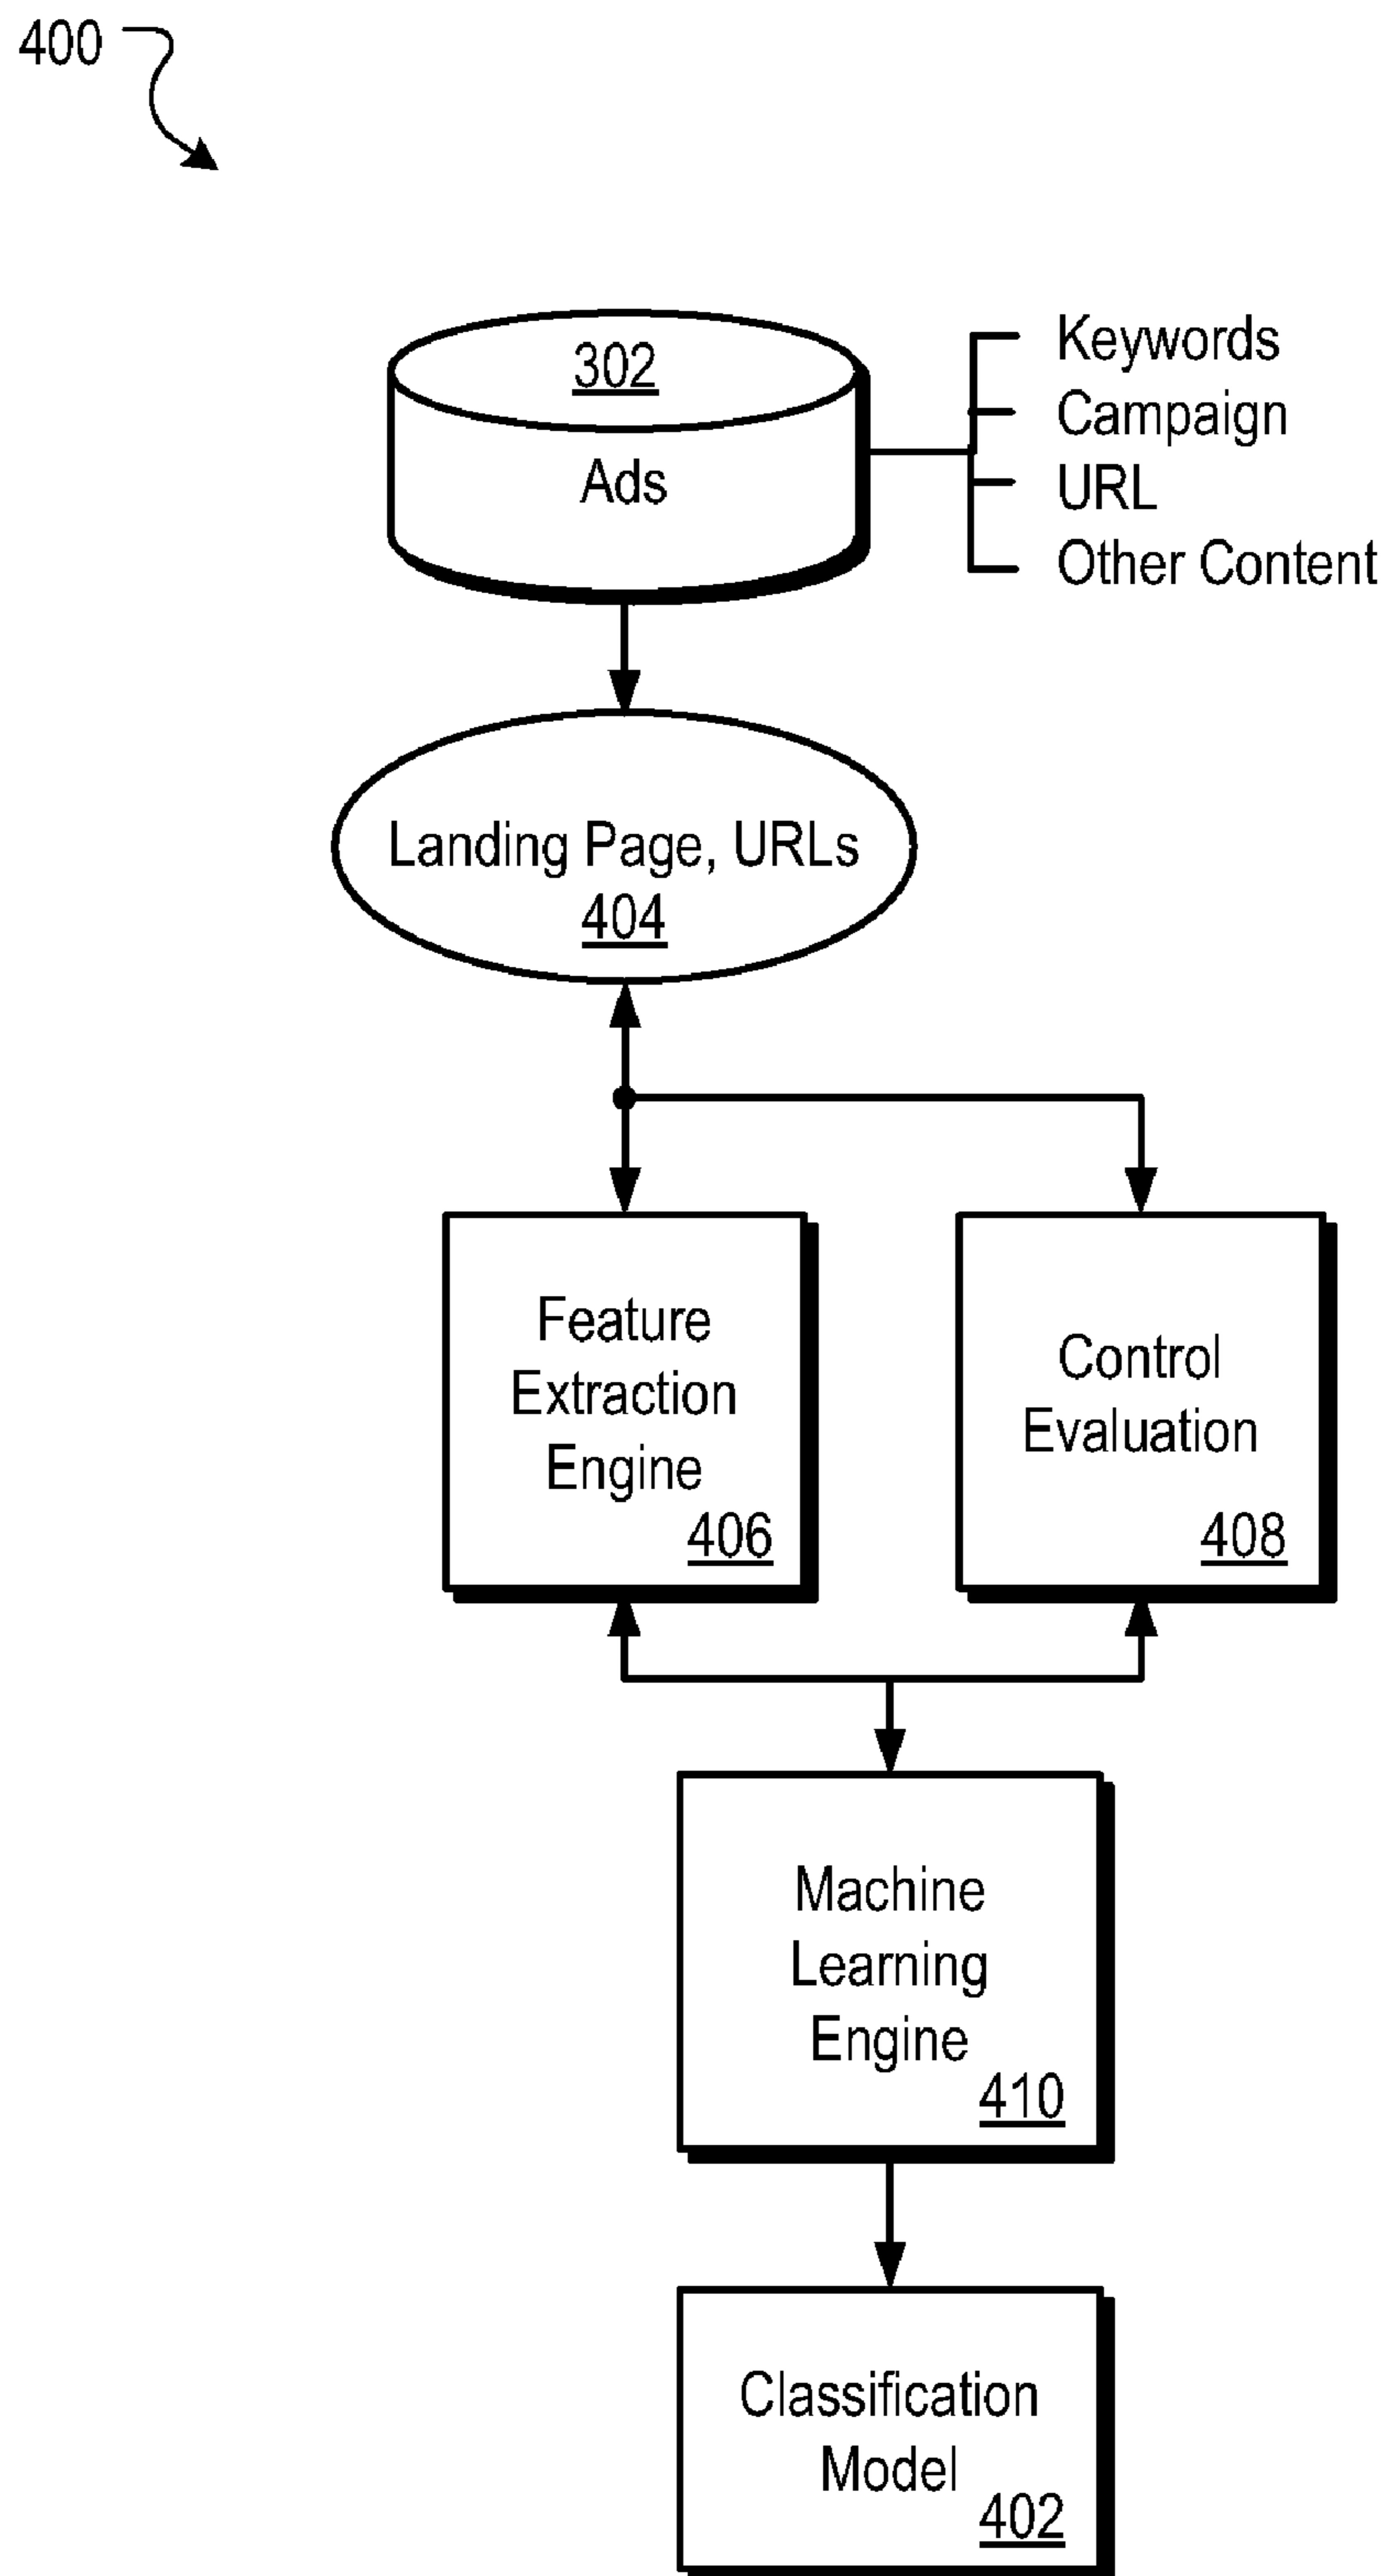 400
302
Ads
Keywords
Campaign
URL
Other Content
Landing Page, URLs
404
Feature
Extraction
Engine
406
Control
Evaluation
408
Machine
Learning
Engine
410
Classification
Model
402